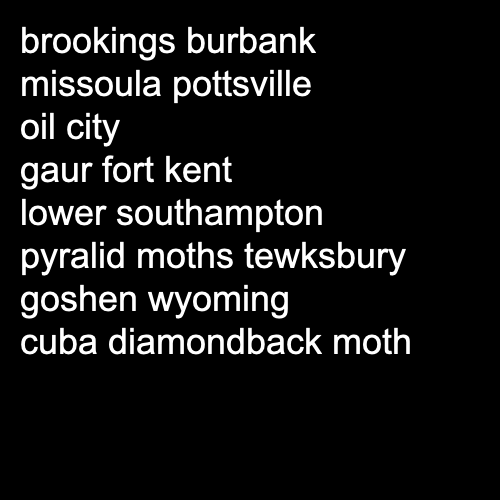 brookings burbank
missoula pottsville
oil city
gaur fort kent
lower southampton
pyralid moths tewksbury
goshen wyoming
cuba diamondback moth